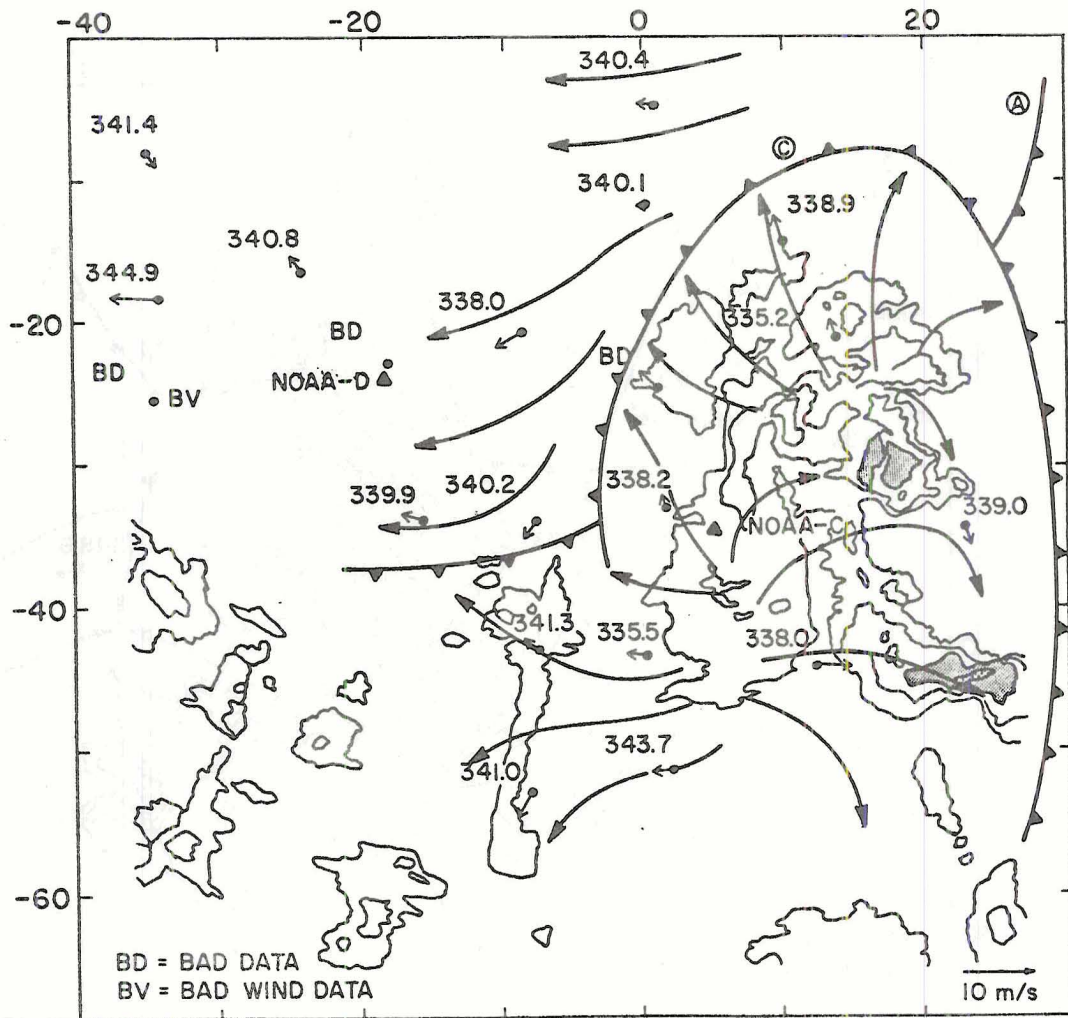 -40 -20 0 20
340.4
Ⓐ
341.4
Ⓒ
340.1
338.9
340.8
344.9
338.0
-20
335.2
BD
BD
BD
NOAA-D
BV
340.2
338.2
339.9
339.0
NOAA-C
-40
341.3
335.5
338.0
343.7
341.0
-60
BD = BAD DATA
BV = BAD WIND DATA
10 m/s